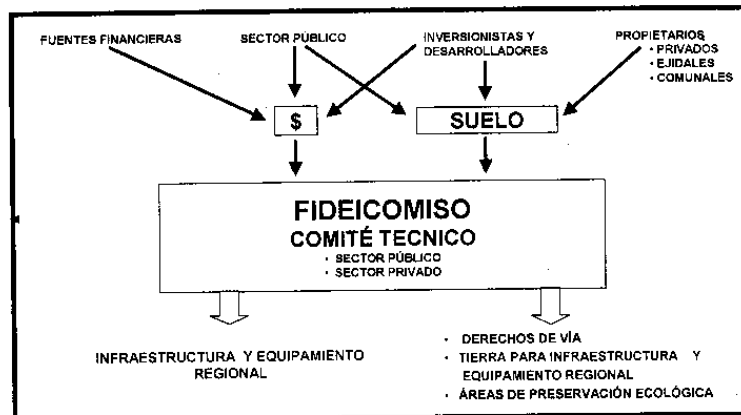 FUENTES FINANCIERAS
SECTOR PÚBLICO
INVERSIONISTAS Y
DESARROLLADORES
PROPIETARIOS
· PRIVADOS
· EJIDALES
· COMUNALES
$
SUELO
FIDEICOMISO
COMITÉ TECNICO
· SECTOR PÚBLICO
· SECTOR PRIVADO
INFRAESTRUCTURA Y EQUIPAMIENTO
REGIONAL
· DERECHOS DE VÍA
· TIERRA PARA INFRAESTRUCTURA Y
EQUIPAMIENTO REGIONAL
· ÁREAS DE PRESERVACIÓN ECOLÓGICA